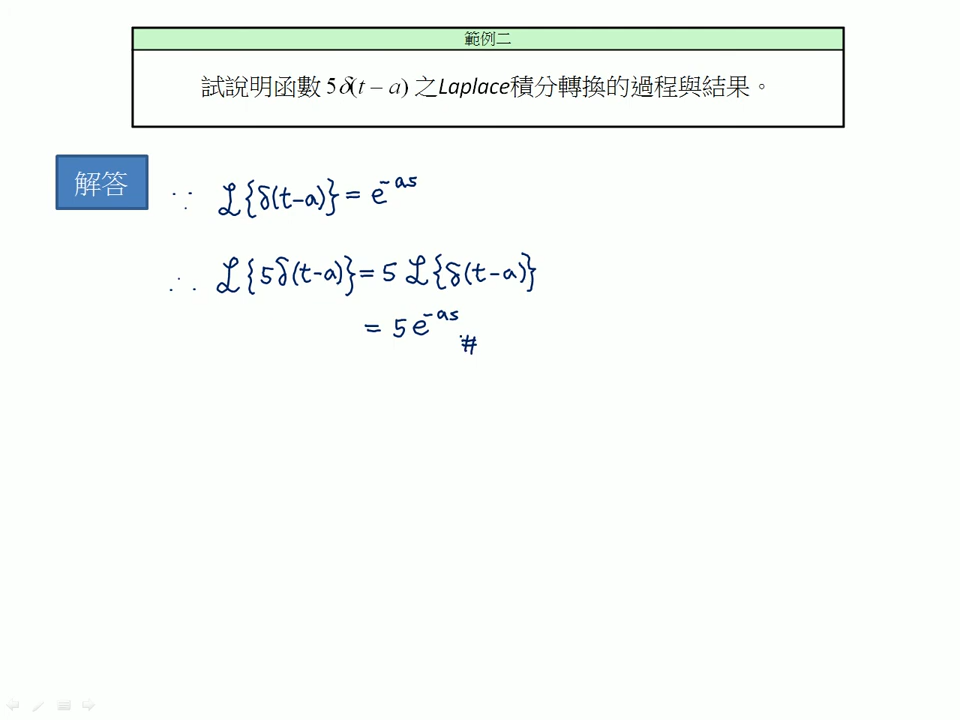 範例二
試說明函數 5δ(t − a) 之Laplace積分轉換的過程與結果。
解答
∵ ℒ{δ(t-a)} = e^{-as}
∴ ℒ{5δ(t-a)} = 5 ℒ{δ(t-a)}
= 5 e^{-as} #